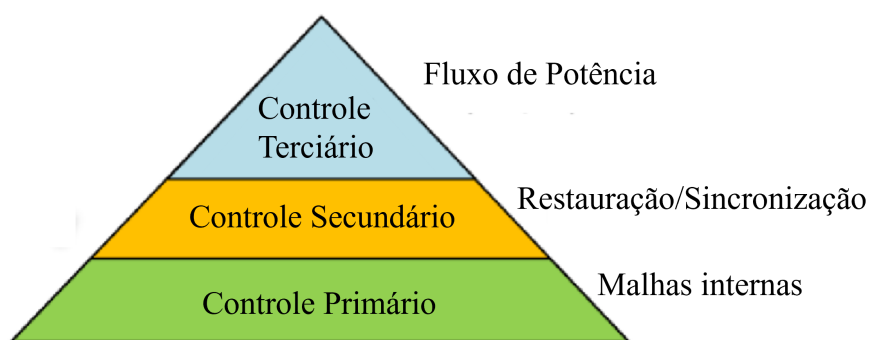 Fluxo de Potência
Controle
Terciário
Restauração/Sincronização
Controle Secundário
Malhas internas
Controle Primário